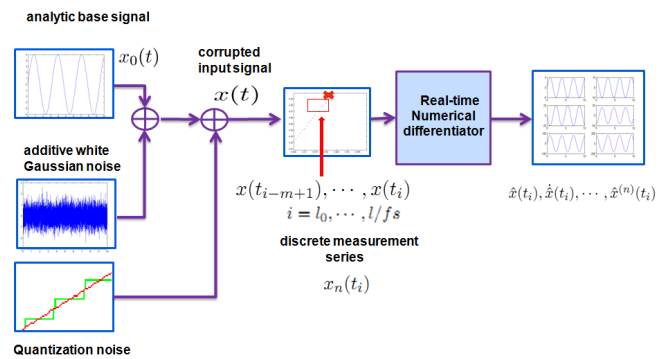 analytic base signal
x₀(t)
corrupted
input signal
x(t)
Real-time
Numerical
differentiator
additive white
Gaussian noise
x(tᵢ₋ₘ₊₁), ⋯ , x(tᵢ)
i = l₀, ⋯ , l/fs
x̂(tᵢ), ẋ̂(tᵢ), ⋯ , x̂⁽ⁿ⁾(tᵢ)
discrete measurement
series
xₙ(tᵢ)
Quantization noise